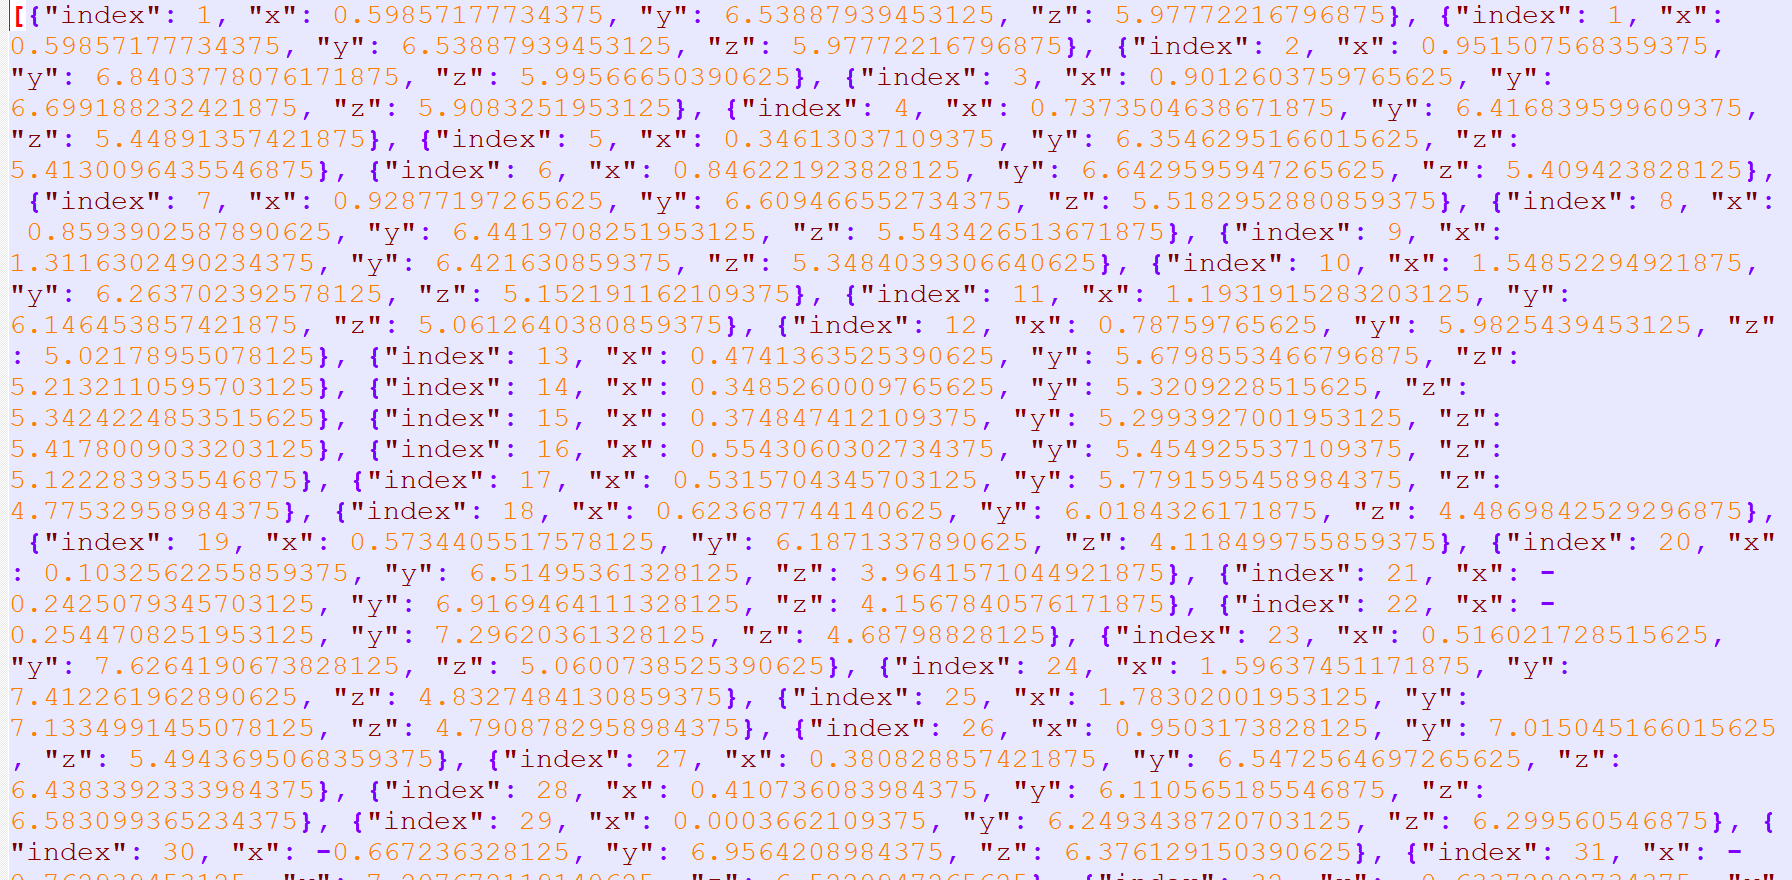 [{"index": 1, "x": 0.59857177734375, "y": 6.53887939453125, "z": 5.97772216796875}, {"index": 1, "x":
0.59857177734375, "y": 6.53887939453125, "z": 5.97772216796875}, {"index": 2, "x": 0.951507568359375,
"y": 6.8403778076171875, "z": 5.99566650390625}, {"index": 3, "x": 0.9012603759765625, "y":
6.699188232421875, "z": 5.9083251953125}, {"index": 4, "x": 0.7373504638671875, "y": 6.416839599609375,
"z": 5.44891357421875}, {"index": 5, "x": 0.34613037109375, "y": 6.3546295166015625, "z":
5.4130096435546875}, {"index": 6, "x": 0.846221923828125, "y": 6.6429595947265625, "z": 5.409423828125},
{"index": 7, "x": 0.92877197265625, "y": 6.609466552734375, "z": 5.5182952880859375}, {"index": 8, "x":
0.8593902587890625, "y": 6.4419708251953125, "z": 5.543426513671875}, {"index": 9, "x":
1.3116302490234375, "y": 6.421630859375, "z": 5.3484039306640625}, {"index": 10, "x": 1.54852294921875,
"y": 6.263702392578125, "z": 5.152191162109375}, {"index": 11, "x": 1.1931915283203125, "y":
6.146453857421875, "z": 5.0612640380859375}, {"index": 12, "x": 0.78759765625, "y": 5.9825439453125, "z"
: 5.02178955078125}, {"index": 13, "x": 0.4741363525390625, "y": 5.6798553466796875, "z":
5.2132110595703125}, {"index": 14, "x": 0.3485260009765625, "y": 5.3209228515625, "z":
5.3424224853515625}, {"index": 15, "x": 0.374847412109375, "y": 5.2993927001953125, "z":
5.4178009033203125}, {"index": 16, "x": 0.5543060302734375, "y": 5.454925537109375, "z":
5.122283935546875}, {"index": 17, "x": 0.5315704345703125, "y": 5.7791595458984375, "z":
4.77532958984375}, {"index": 18, "x": 0.623687744140625, "y": 6.0184326171875, "z": 4.4869842529296875},
{"index": 19, "x": 0.5734405517578125, "y": 6.1871337890625, "z": 4.118499755859375}, {"index": 20, "x"
: 0.1032562255859375, "y": 6.51495361328125, "z": 3.9641571044921875}, {"index": 21, "x": -
0.2425079345703125, "y": 6.9169464111328125, "z": 4.1567840576171875}, {"index": 22, "x": -
0.2544708251953125, "y": 7.29620361328125, "z": 4.68798828125}, {"index": 23, "x": 0.516021728515625,
"y": 7.6264190673828125, "z": 5.0600738525390625}, {"index": 24, "x": 1.59637451171875, "y":
7.412261962890625, "z": 4.8327484130859375}, {"index": 25, "x": 1.78302001953125, "y":
7.1334991455078125, "z": 4.7908782958984375}, {"index": 26, "x": 0.9503173828125, "y": 7.015045166015625
, "z": 5.4943695068359375}, {"index": 27, "x": 0.380828857421875, "y": 6.5472564697265625, "z":
6.4383392333984375}, {"index": 28, "x": 0.410736083984375, "y": 6.110565185546875, "z":
6.583099365234375}, {"index": 29, "x": 0.0003662109375, "y": 6.2493438720703125, "z": 6.299560546875}, {
"index": 30, "x": -0.667236328125, "y": 6.9564208984375, "z": 6.376129150390625}, {"index": 31, "x": -